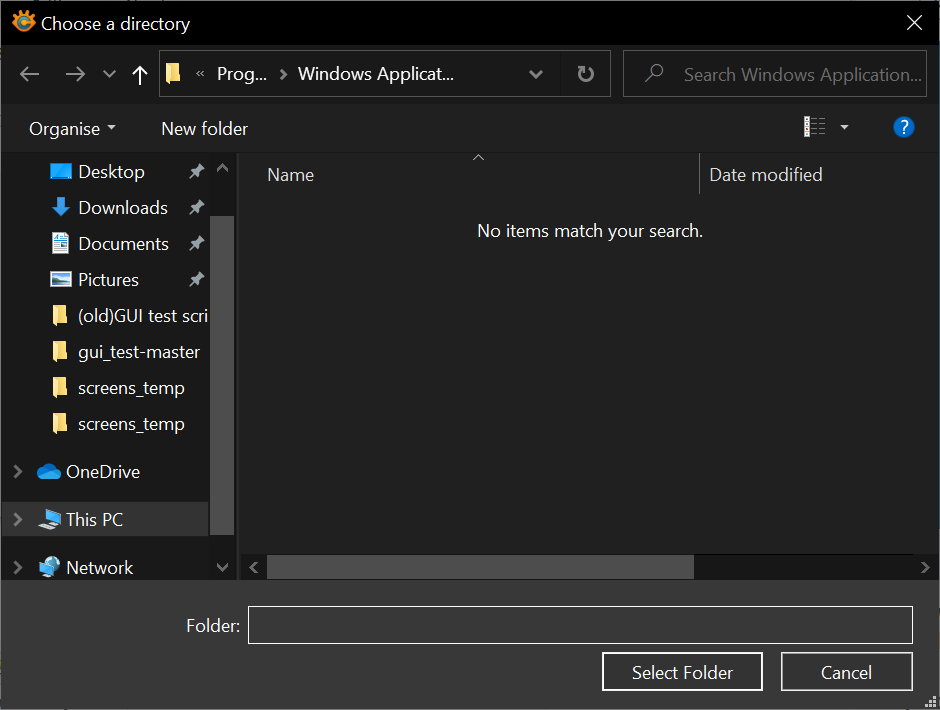 Choose a directory
« Prog... > Windows Applicat...
Search Windows Application...
Organise
New folder
?
Desktop
Downloads
Documents
Pictures
(old)GUI test scri
gui_test-master
screens_temp
screens_temp
OneDrive
This PC
Network
Name
Date modified
No items match your search.
Folder:
Select Folder
Cancel